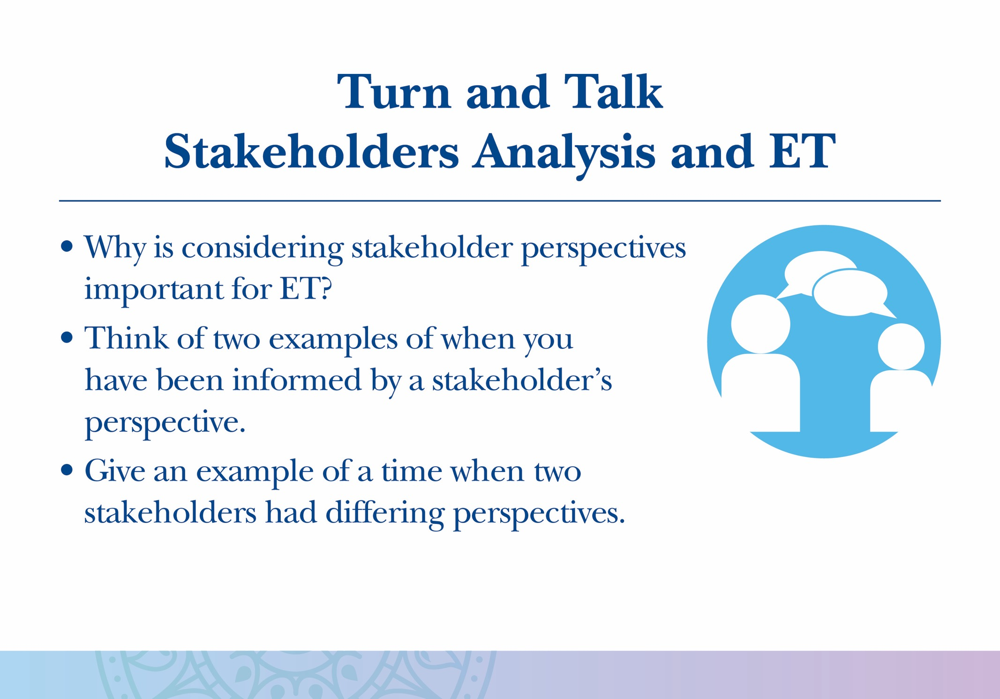 Turn and Talk
Stakeholders Analysis and ET
• Why is considering stakeholder perspectives
important for ET?
• Think of two examples of when you
have been informed by a stakeholder’s
perspective.
• Give an example of a time when two
stakeholders had differing perspectives.